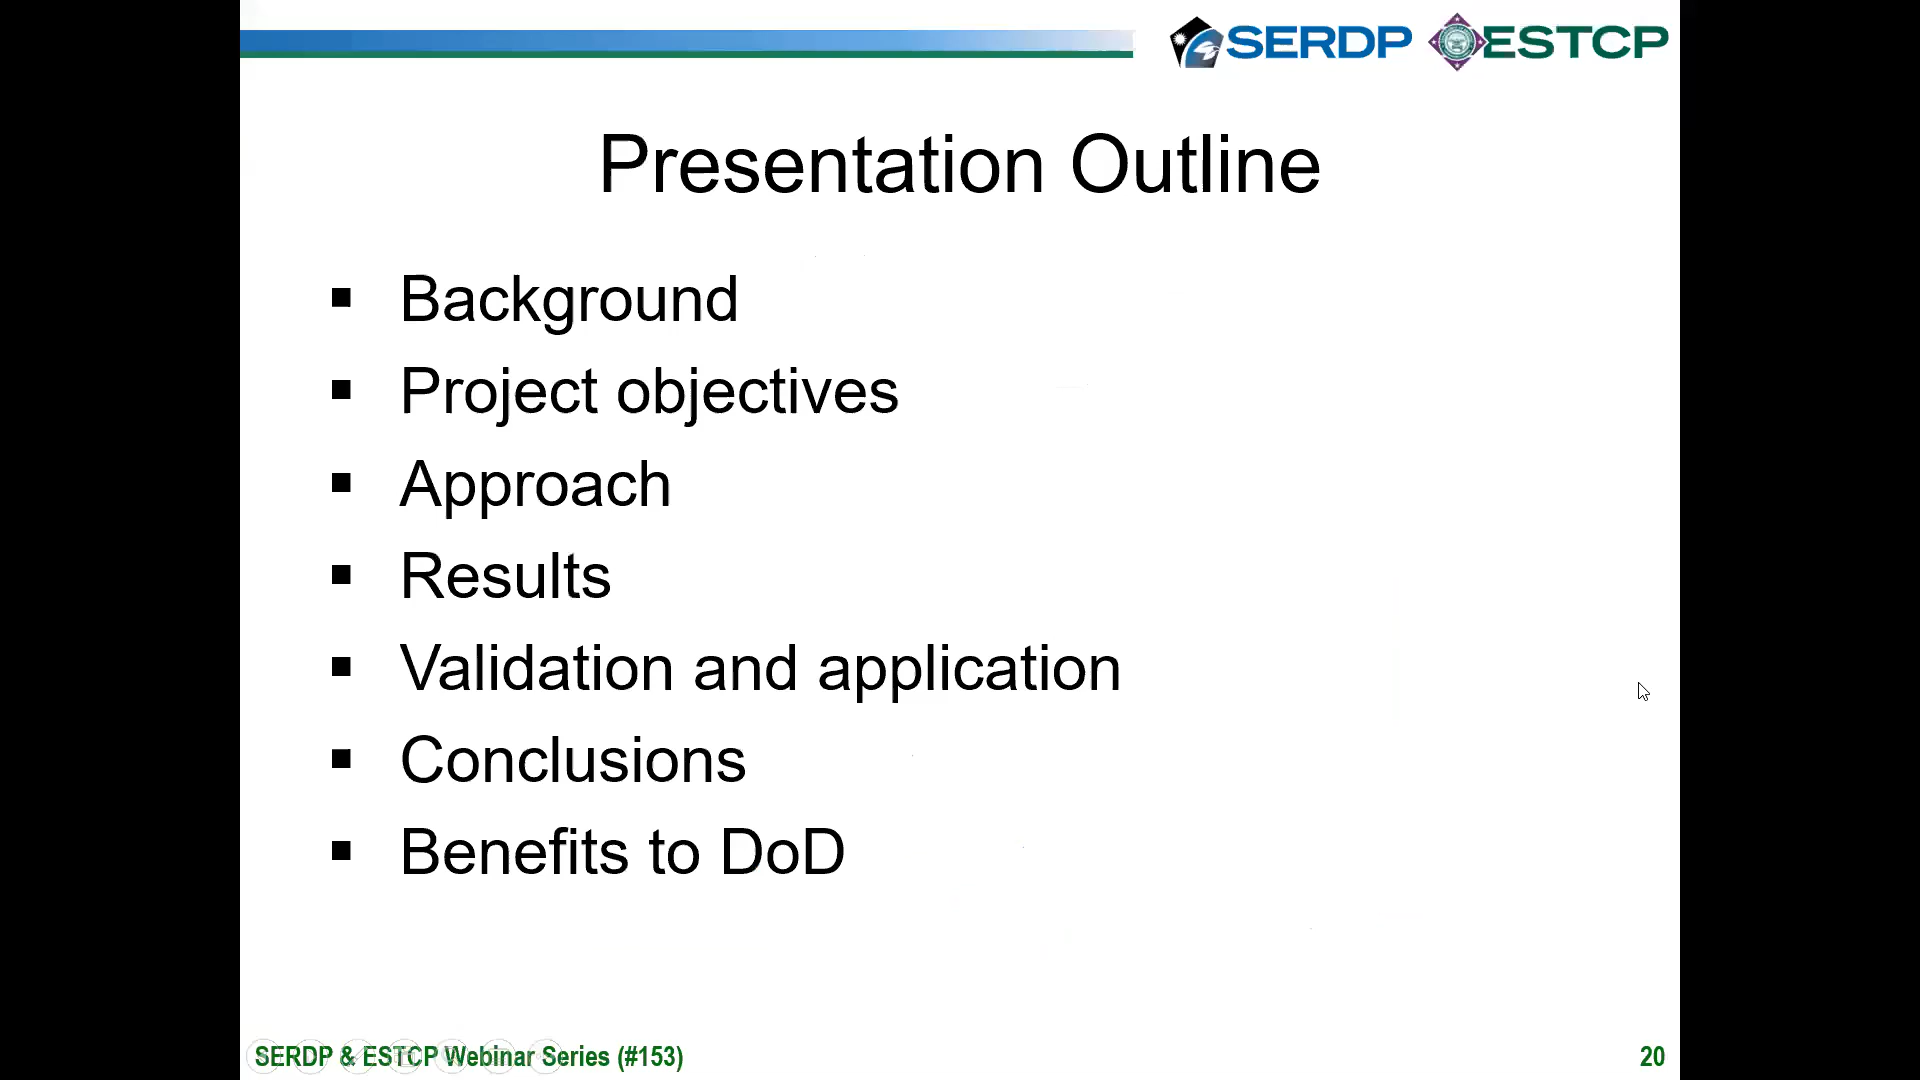 SERDP ESTCP
Presentation Outline
▪ Background
▪ Project objectives
▪ Approach
▪ Results
▪ Validation and application
▪ Conclusions
▪ Benefits to DoD
SERDP & ESTCP Webinar Series (#153)
20